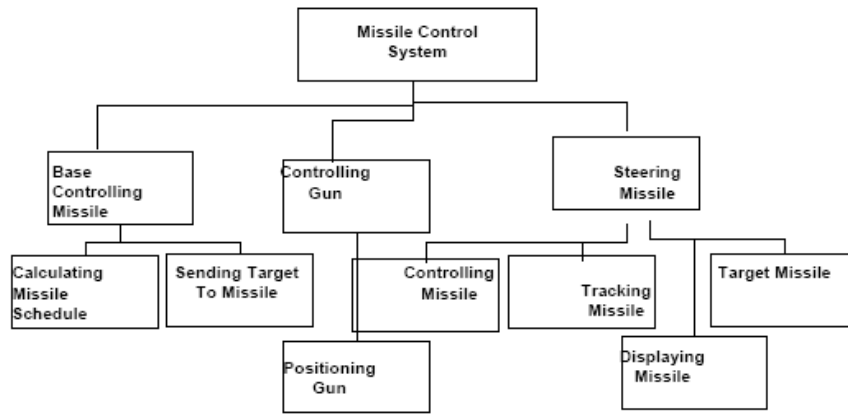 Missile Control
System
Base
Controlling
Missile
Controlling
Gun
Steering
Missile
Calculating
Missile
Schedule
Sending Target
To Missile
Controlling
Missile
Tracking
Missile
Target Missile
Positioning
Gun
Displaying
Missile